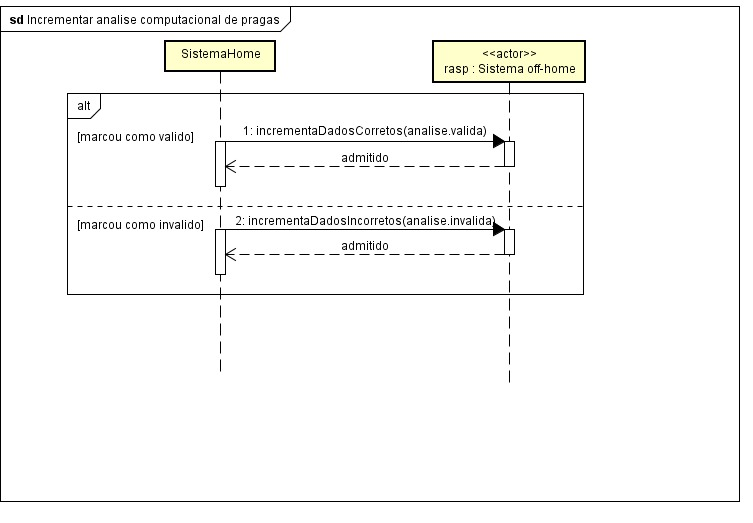 sd Incrementar analise computacional de pragas
SistemaHome
<<actor>>
rasp : Sistema off-home
alt
[marcou como valido]
1: incrementaDadosCorretos(analise.valida)
admitido
[marcou como invalido]
2: incrementaDadosIncorretos(analise.invalida)
admitido